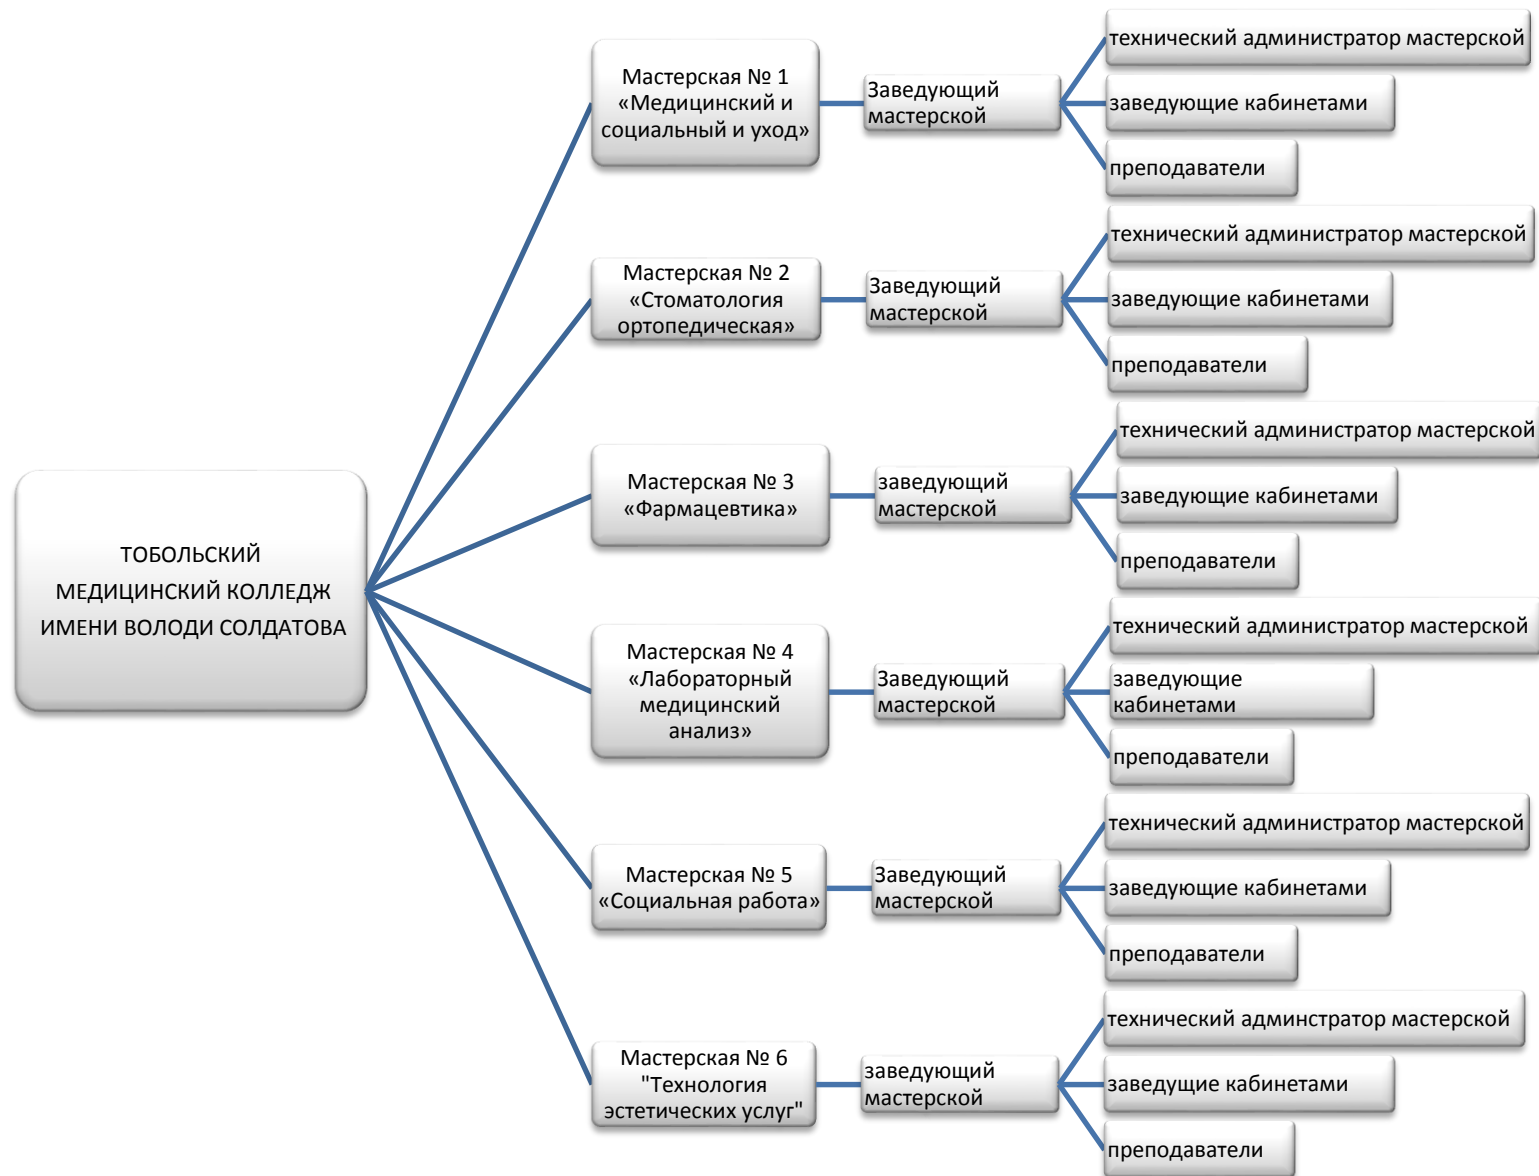 ТОБОЛЬСКИЙ
МЕДИЦИНСКИЙ КОЛЛЕДЖ
ИМЕНИ ВОЛОДИ СОЛДАТОВА
Мастерская № 1
«Медицинский и
социальный и уход»
Заведующий
мастерской
технический администратор мастерской
заведующие кабинетами
преподаватели
Мастерская № 2
«Стоматология
ортопедическая»
Заведующий
мастерской
технический администратор мастерской
заведующие кабинетами
преподаватели
Мастерская № 3
«Фармацевтика»
заведующий
мастерской
технический администратор мастерской
заведующие кабинетами
преподаватели
Мастерская № 4
«Лабораторный
медицинский
анализ»
Заведующий
мастерской
технический администратор мастерской
заведующие
кабинетами
преподаватели
Мастерская № 5
«Социальная работа»
Заведующий
мастерской
технический администратор мастерской
заведующие кабинетами
преподаватели
Мастерская № 6
"Технология
эстетических услуг"
заведующий
мастерской
технический админстратор мастерской
заведущие кабинетами
преподаватели